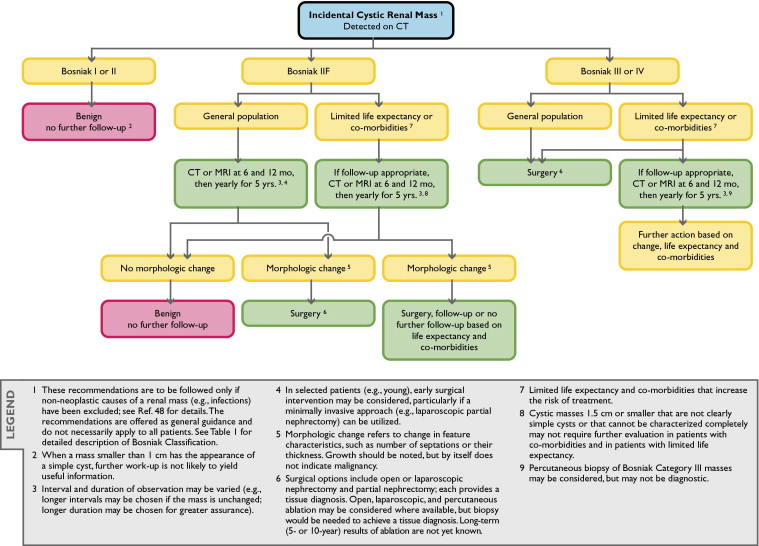 Incidental Cystic Renal Mass 1
Detected on CT
Bosniak I or II
Bosniak IIF
Bosniak III or IV
Benign
no further follow-up 2
General population
Limited life expectancy or
co-morbidities 7
General population
Limited life expectancy or
co-morbidities 7
CT or MRI at 6 and 12 mo,
then yearly for 5 yrs. 3, 4
If follow-up appropriate,
CT or MRI at 6 and 12 mo,
then yearly for 5 yrs. 3, 8
Surgery 6
If follow-up appropriate,
CT or MRI at 6 and 12 mo,
then yearly for 5 yrs. 3, 9
Further action based on
change, life expectancy and
co-morbidities
No morphologic change
Morphologic change 5
Morphologic change 5
Benign
no further follow-up
Surgery 6
Surgery, follow-up or no
further follow-up based on
life expectancy and
co-morbidities
LEGEND
1 These recommendations are to be followed only if
non-neoplastic causes of a renal mass (e.g., infections)
have been excluded; see Ref. 48 for details. The
recommendations are offered as general guidance and
do not necessarily apply to all patients. See Table 1 for
detailed description of Bosniak Classification.
2 When a mass smaller than 1 cm has the appearance of
a simple cyst, further work-up is not likely to yield
useful information.
3 Interval and duration of observation may be varied (e.g.,
longer intervals may be chosen if the mass is unchanged;
longer duration may be chosen for greater assurance).
4 In selected patients (e.g., young), early surgical
intervention may be considered, particularly if a
minimally invasive approach (e.g., laparoscopic partial
nephrectomy) can be utilized.
5 Morphologic change refers to change in feature
characteristics, such as number of septations or their
thickness. Growth should be noted, but by itself does
not indicate malignancy.
6 Surgical options include open or laparoscopic
nephrectomy and partial nephrectomy; each provides a
tissue diagnosis. Open, laparoscopic, and percutaneous
ablation may be considered where available, but biopsy
would be needed to achieve a tissue diagnosis. Long-term
(5- or 10-year) results of ablation are not yet known.
7 Limited life expectancy and co-morbidities that increase
the risk of treatment.
8 Cystic masses 1.5 cm or smaller that are not clearly
simple cysts or that cannot be characterized completely
may not require further evaluation in patients with
co-morbidities and in patients with limited life
expectancy.
9 Percutaneous biopsy of Bosniak Category III masses
may be considered, but may not be diagnostic.